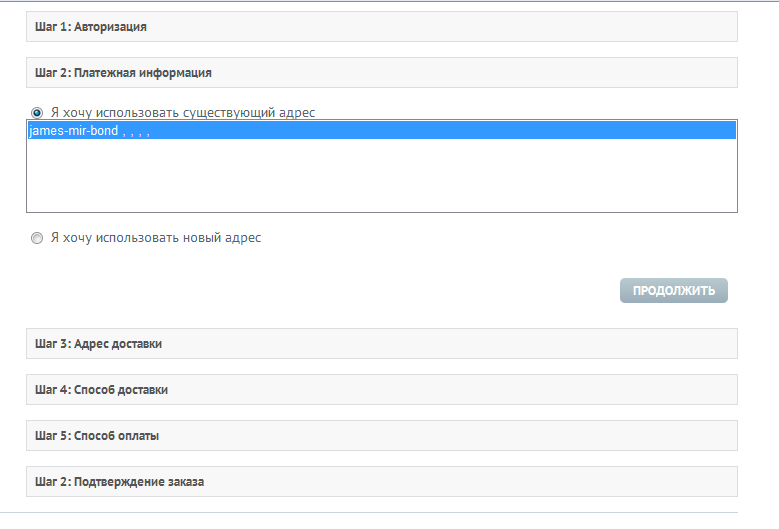 Шаг 1: Авторизация
Шаг 2: Платежная информация
Я хочу использовать существующий адрес
james-mir-bond , , , ,
Я хочу использовать новый адрес
ПРОДОЛЖИТЬ
Шаг 3: Адрес доставки
Шаг 4: Способ доставки
Шаг 5: Способ оплаты
Шаг 2: Подтверждение заказа